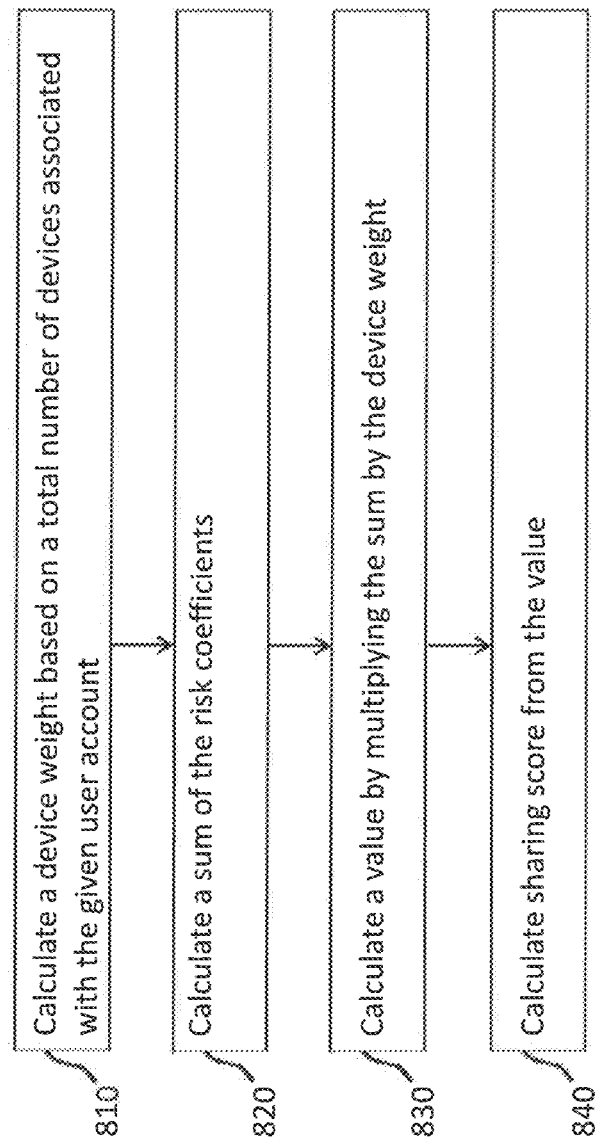 Calculate a device weight based on a total number of devices associated
with the given user account
810
Calculate a sum of the risk coefficients
820
Calculate a value by multiplying the sum by the device weight
830
Calculate sharing score from the value
840